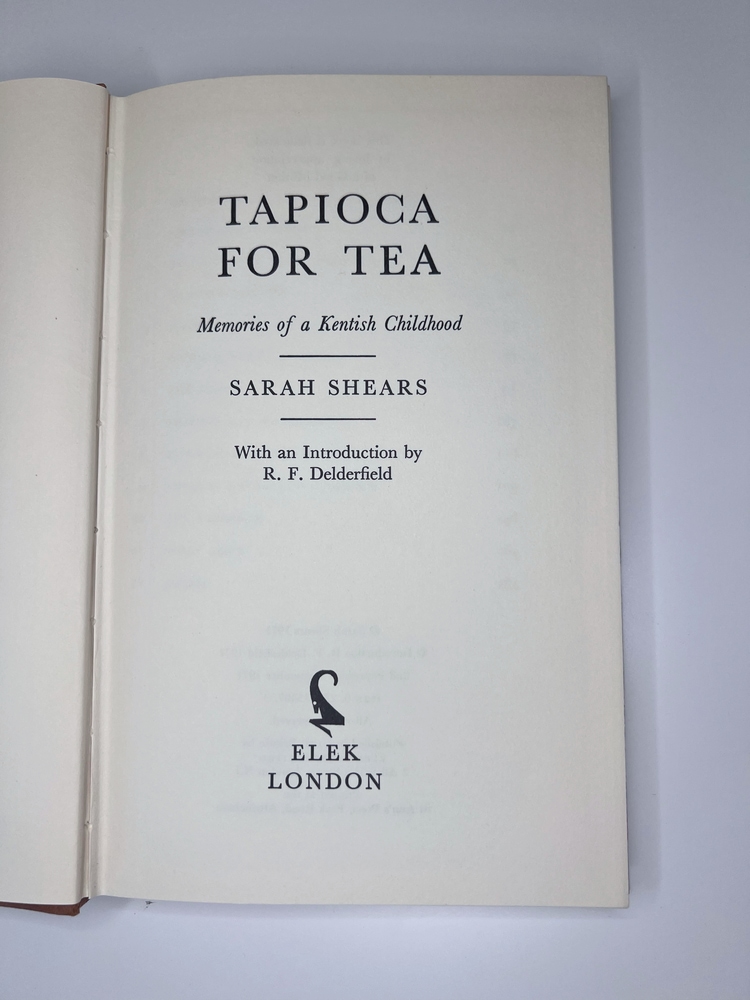 TAPIOCA
FOR TEA
Memories of a Kentish Childhood
SARAH SHEARS
With an Introduction by
R. F. Delderfield
ELEK
LONDON